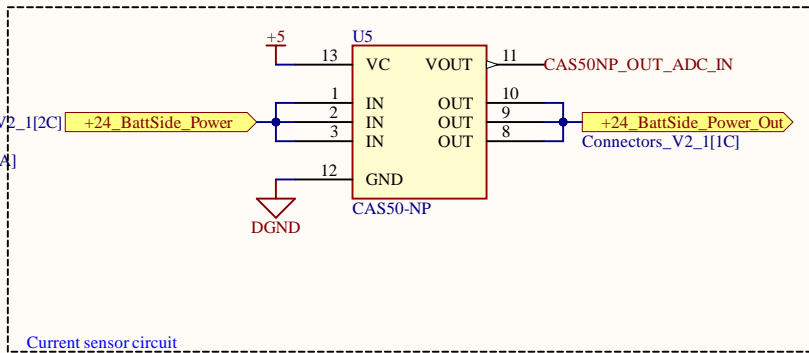 +5
U5
13 VC VOUT 11 CAS50NP_OUT_ADC_IN
1 IN OUT 10
V2_1[2C] +24_BattSide_Power 2 IN OUT 9 +24_BattSide_Power_Out
3 IN OUT 8 Connectors_V2_1[1C]
A]
12 GND
CAS50-NP
DGND
Current sensor circuit